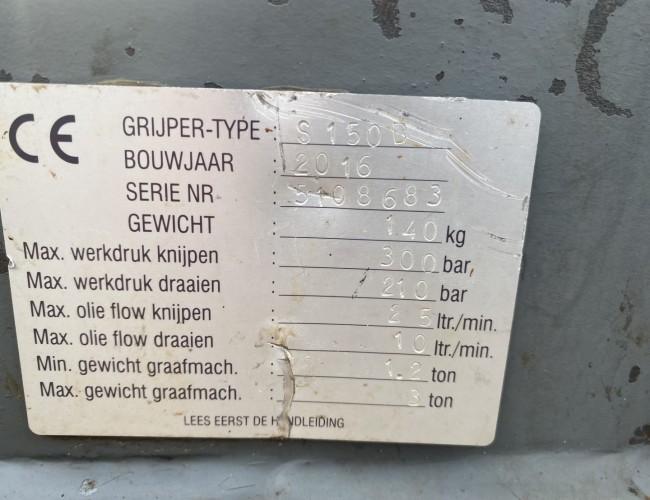 CE
GRIJPER-TYPE : S 150 D
BOUWJAAR : 2016
SERIE NR : 5108683
GEWICHT : 140 kg
Max. werkdruk knijpen : 300 bar
Max. werkdruk draaien : 210 bar
Max. olie flow knijpen : 25 ltr./min.
Max. olie flow draaien : 10 ltr./min.
Min. gewicht graafmach. : 1.2 ton
Max. gewicht graafmach. : 3 ton
LEES EERST DE HANDLEIDING